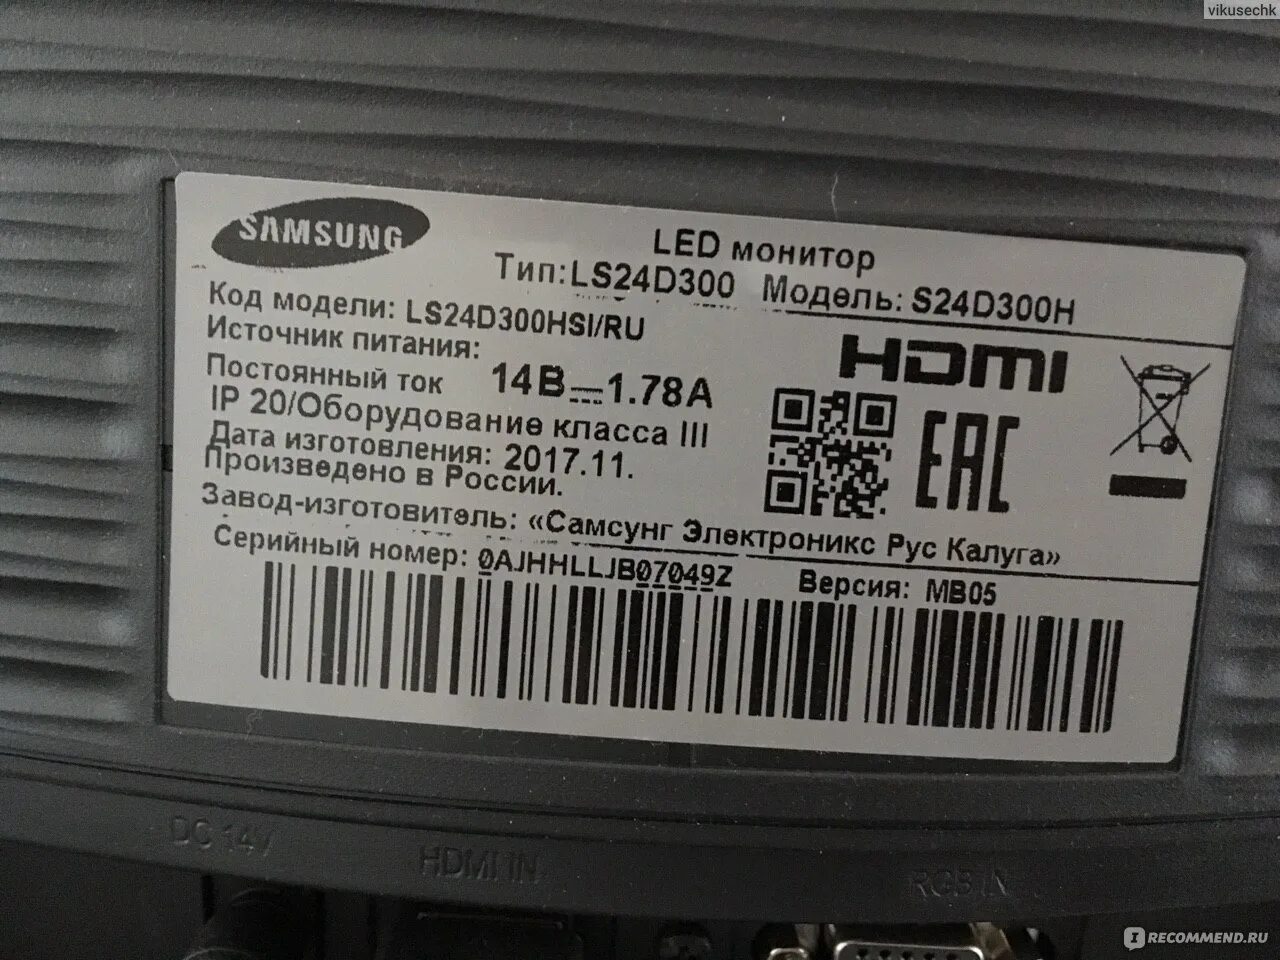 vikusechk
SAMSUNG
LED монитор
Тип:LS24D300 Модель: S24D300H
Код модели: LS24D300HSI/RU
Источник питания:
Постоянный ток 14В 1.78А
IP 20/Оборудование класса III
Дата изготовления: 2017.11.
Произведено в России.
HDMI
EAC
Завод-изготовитель: «Самсунг Электроникс Рус Калуга»
Серийный номер: 0AJHHLLJB07049Z Версия: MB05
DC 14V
HDMI IN
RGB IN
IRECOMMEND.RU